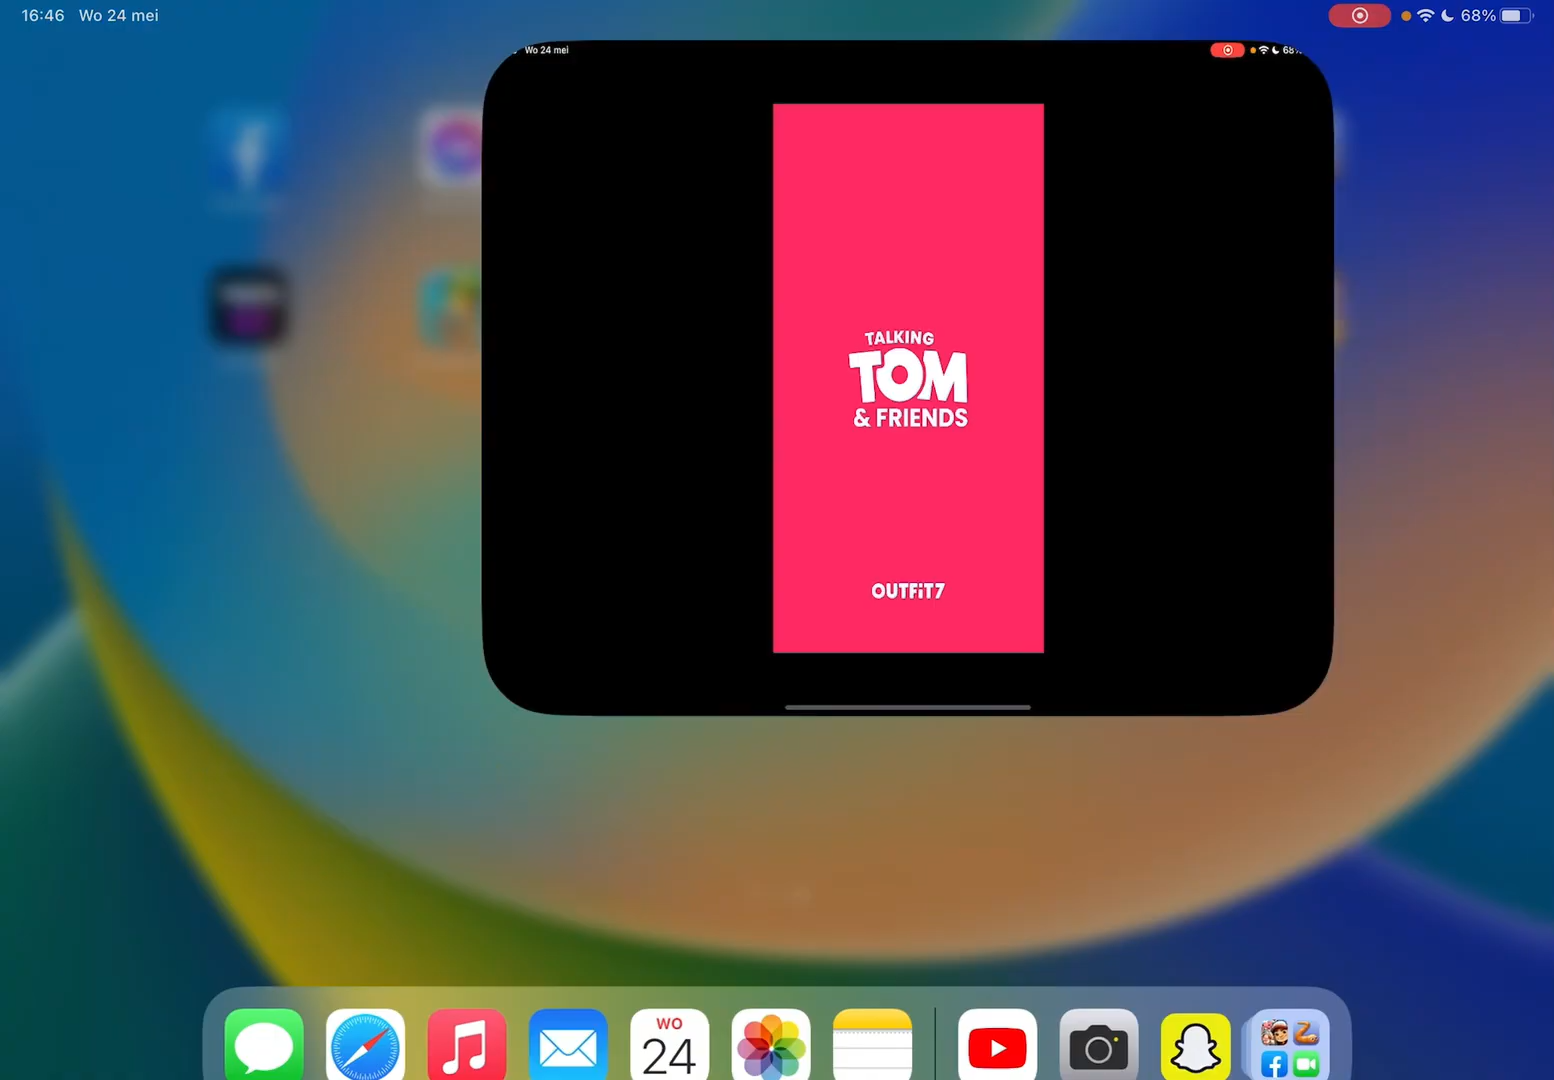 16:46 Wo 24 mei
68%
Wo 24 mei
TALKING
TOM
& FRIENDS
OUTFiT7
WO
24